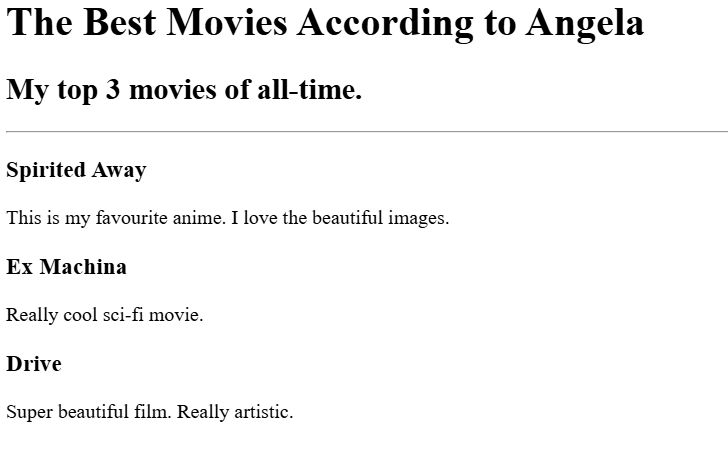 The Best Movies According to Angela
My top 3 movies of all-time.
Spirited Away
This is my favourite anime. I love the beautiful images.
Ex Machina
Really cool sci-fi movie.
Drive
Super beautiful film. Really artistic.